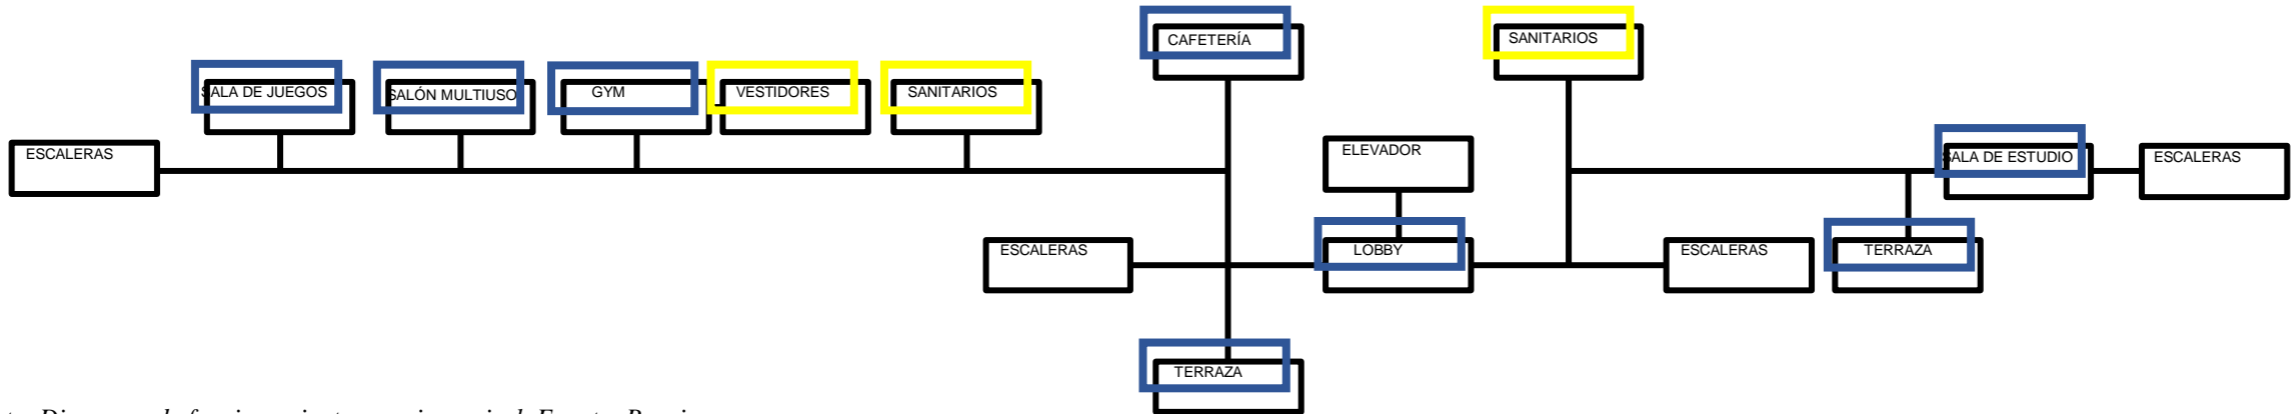 CAFETERÍA
SANITARIOS
SALA DE JUEGOS
SALÓN MULTIUSO
GYM
VESTIDORES
SANITARIOS
ESCALERAS
ELEVADOR
SALA DE ESTUDIO
ESCALERAS
ESCALERAS
LOBBY
ESCALERAS
TERRAZA
TERRAZA